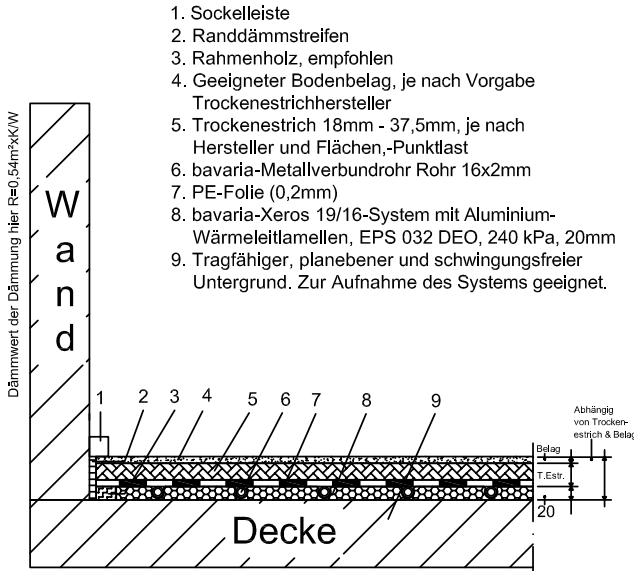 1. Sockelleiste
2. Randdämmstreifen
3. Rahmenholz, empfohlen
4. Geeigneter Bodenbelag, je nach Vorgabe
Trockenestrichhersteller
5. Trockenestrich 18mm - 37,5mm, je nach
Hersteller und Flächen,-Punktlast
6. bavaria-Metallverbundrohr Rohr 16x2mm
7. PE-Folie (0,2mm)
8. bavaria-Xeros 19/16-System mit Aluminium-
Wärmeleitlamellen, EPS 032 DEO, 240 kPa, 20mm
9. Tragfähiger, planebener und schwingungsfreier
Untergrund. Zur Aufnahme des Systems geeignet.
Dämmwert der Dämmung hier R=0,54m²xK/W
Wand
1 2 3 4 5 6 7 8 9
Abhängig
von Trocken-
estrich & Belag
Belag
T.Estr.
20
Decke